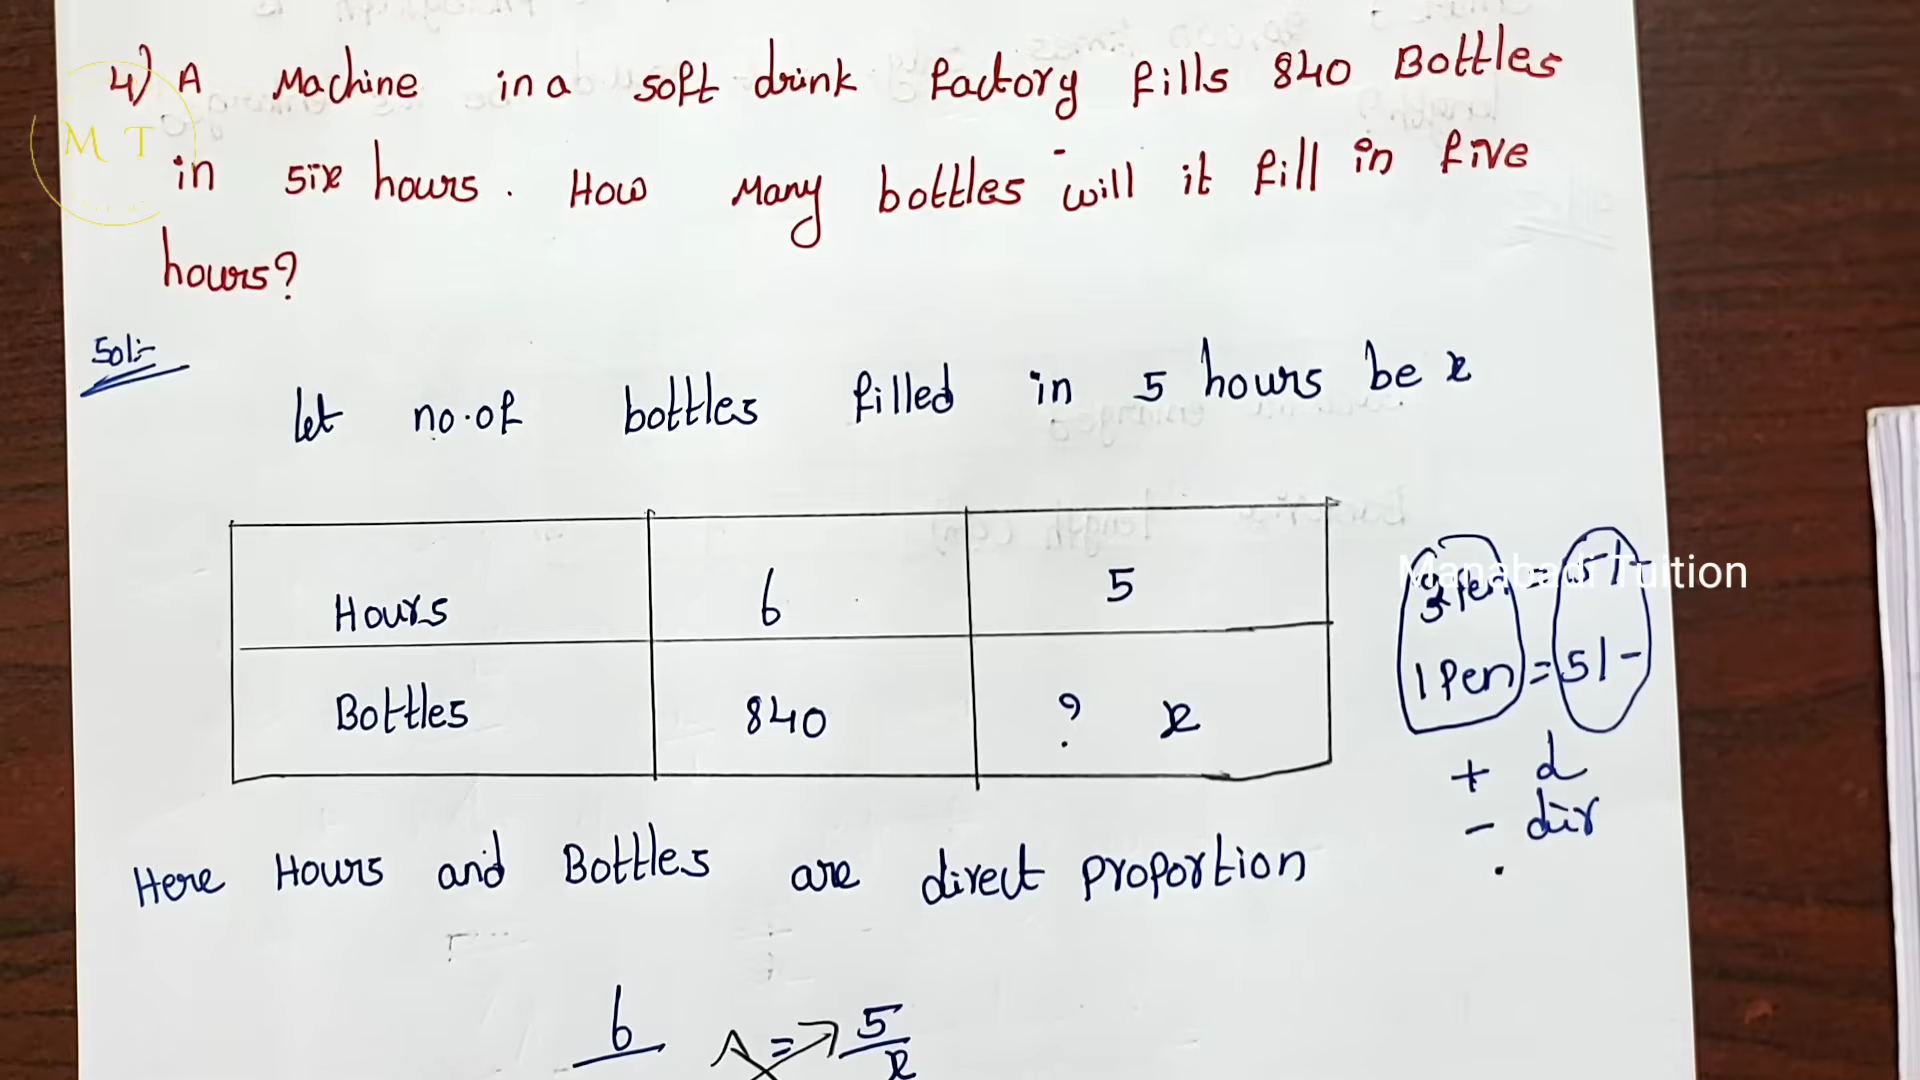 4) A Machine in a soft drink factory fills 840 Bottles
in six hours. How Many bottles will it fill in five
hours?
M T
Sol:-
let no.of bottles filled in 5 hours be x
Hours 6 5
Bottles 840 ? x
Manabadi Tuition
1 Pen = 5/-
+ d
- dir
Here Hours and Bottles are direct proportion
6 = 5
x